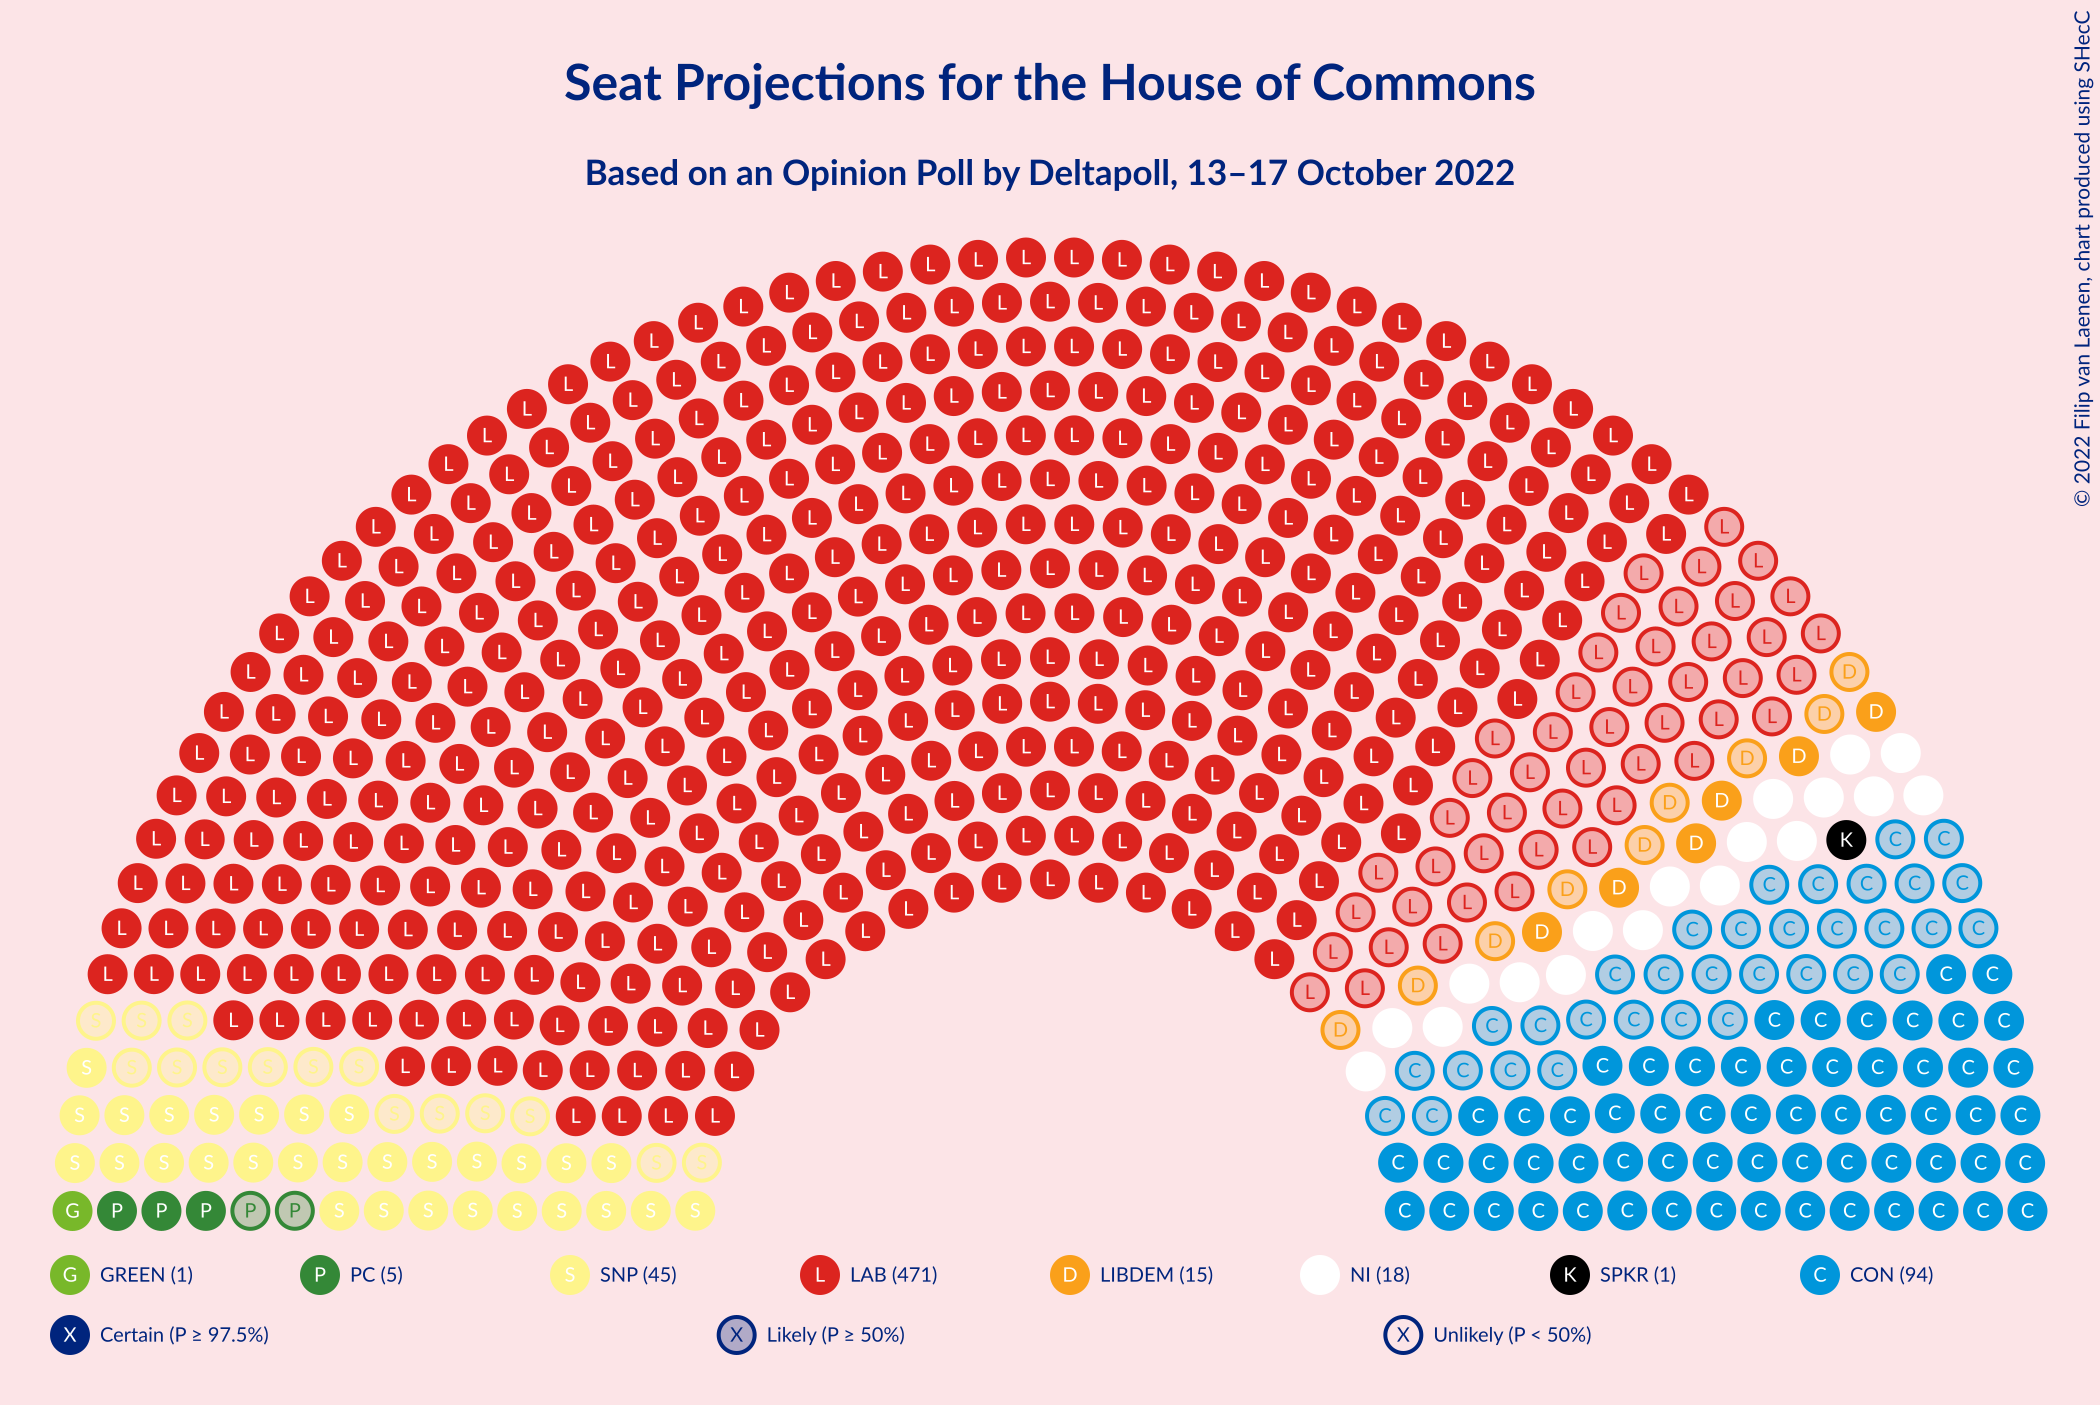 Seat Projections for the House of Commons
Based on an Opinion Poll by Deltapoll, 13–17 October 2022
© 2022 Filip van Laenen, chart produced using SHecC
G GREEN (1)
P PC (5)
S SNP (45)
L LAB (471)
D LIBDEM (15)
NI (18)
K SPKR (1)
C CON (94)
X Certain (P ≥ 97.5%)
X Likely (P ≥ 50%)
X Unlikely (P < 50%)